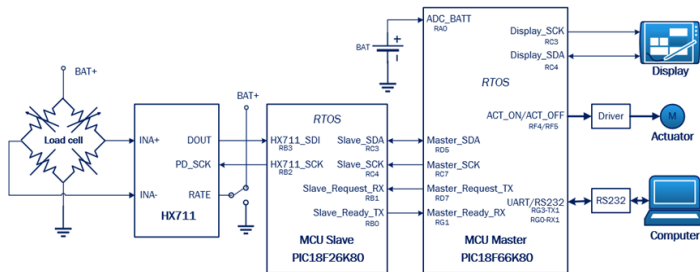 BAT+
Load cell
INA+
INA-
DOUT
PD_SCK
RATE
HX711
BAT+
RTOS
HX711_SDI
RB3
HX711_SCK
RB2
Slave_SDA
RC3
Slave_SCK
RC4
Slave_Request_RX
RB1
Slave_Ready_TX
RB0
MCU Slave
PIC18F26K80
BAT
+
−
ADC_BATT
RA0
RTOS
Master_SDA
RD5
Master_SCK
RC7
Master_Request_TX
RD7
Master_Ready_RX
RG1
Display_SCK
RC3
Display_SDA
RC4
ACT_ON/ACT_OFF
RF4/RF5
UART/RS232
RG3-TX1
RG0-RX1
MCU Master
PIC18F66K80
Display
Driver
M
Actuator
RS232
Computer